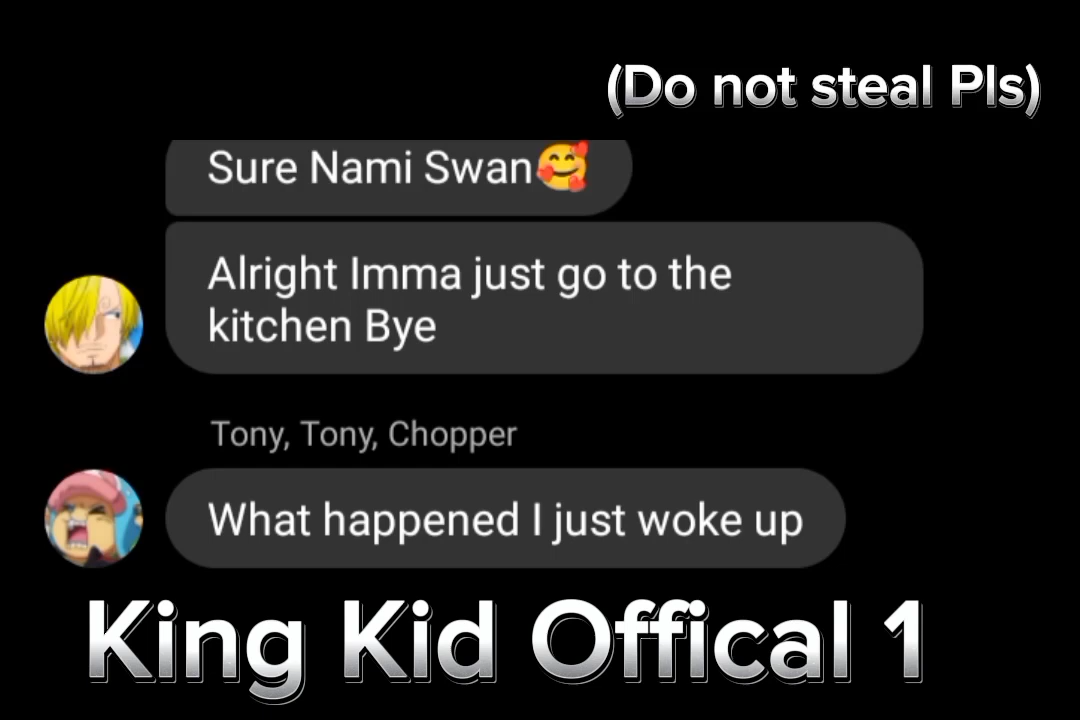 (Do not steal Pls)
Sure Nami Swan🥰
Alright Imma just go to the
kitchen Bye
Tony, Tony, Chopper
What happened I just woke up
King Kid Offical 1